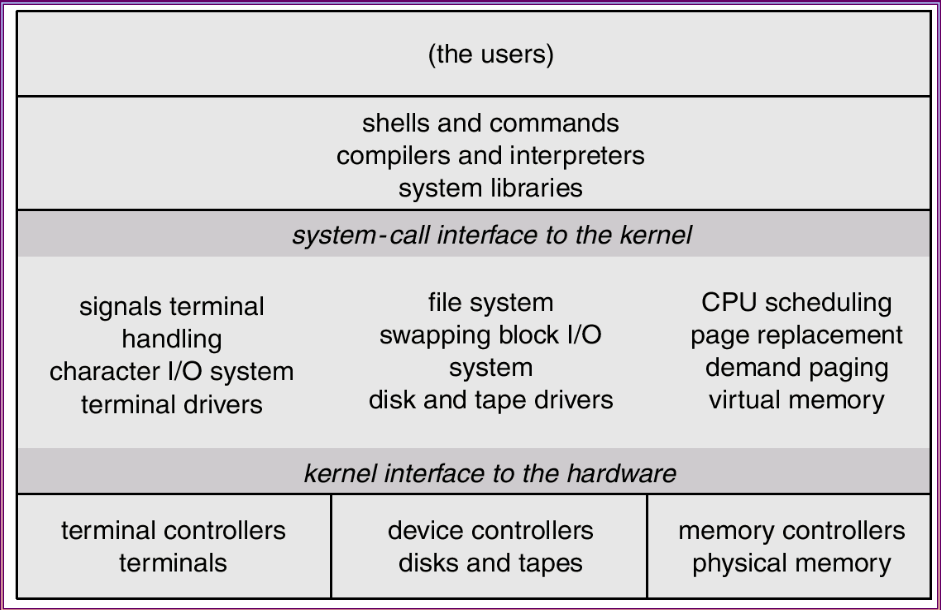 (the users)
shells and commands
compilers and interpreters
system libraries
system-call interface to the kernel
signals terminal
handling
character I/O system
terminal drivers
file system
swapping block I/O
system
disk and tape drivers
CPU scheduling
page replacement
demand paging
virtual memory
kernel interface to the hardware
terminal controllers
terminals
device controllers
disks and tapes
memory controllers
physical memory